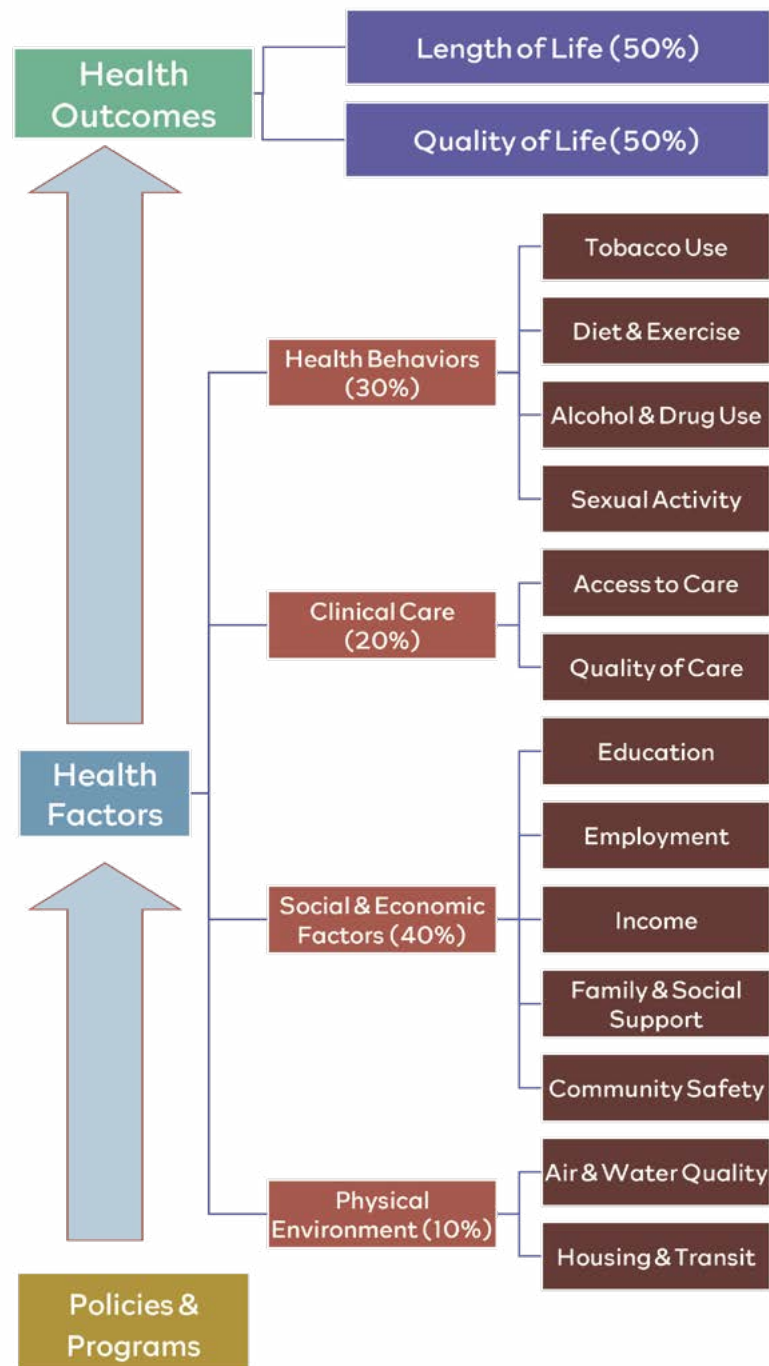 Health
Outcomes
Length of Life (50%)
Quality of Life (50%)
Health
Factors
Health Behaviors
(30%)
Tobacco Use
Diet & Exercise
Alcohol & Drug Use
Sexual Activity
Clinical Care
(20%)
Access to Care
Quality of Care
Social & Economic
Factors (40%)
Education
Employment
Income
Family & Social
Support
Community Safety
Physical
Environment (10%)
Air & Water Quality
Housing & Transit
Policies &
Programs